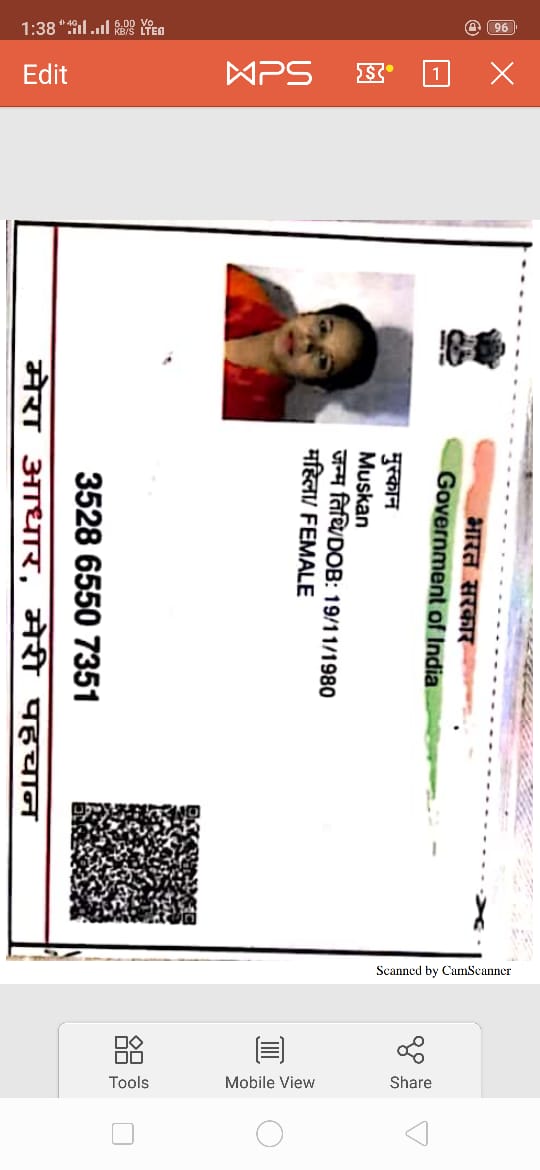 1:38 4G 6.00 KB/S Vo LTE 96
Edit WPS $ 1
भारत सरकार
Government of India
मुस्कान
Muskan
जन्म तिथि/DOB: 19/11/1980
महिला/ FEMALE
3528 6550 7351
मेरा आधार, मेरी पहचान
Scanned by CamScanner
Tools Mobile View Share